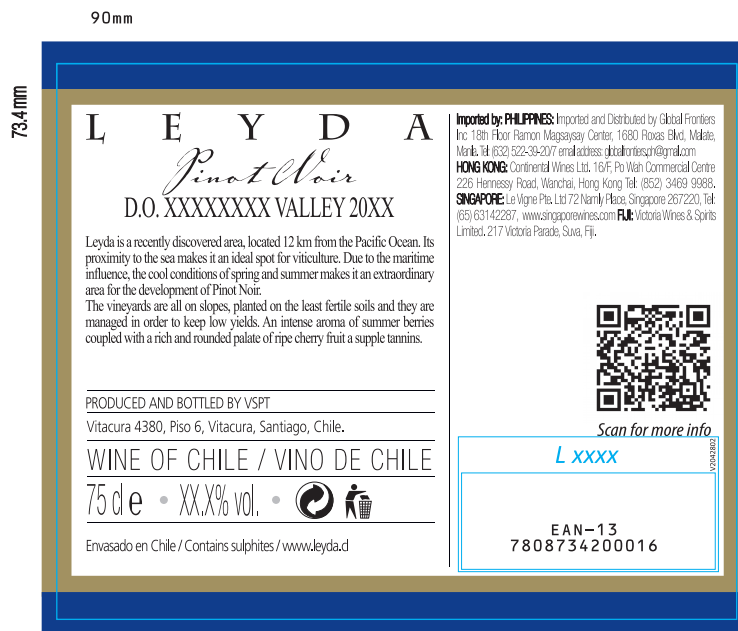 90mm
73.4mm
L E Y D A
Pinot Noir
D.O. XXXXXXXX VALLEY 20XX
Leyda is a recently discovered area, located 12 km from the Pacific Ocean. Its
proximity to the sea makes it an ideal spot for viticulture. Due to the maritime
influence, the cool conditions of spring and summer makes it an extraordinary
area for the development of Pinot Noir.
The vineyards are all on slopes, planted on the least fertile soils and they are
managed in order to keep low yields. An intense aroma of summer berries
coupled with a rich and rounded palate of ripe cherry fruit a supple tannins.
PRODUCED AND BOTTLED BY VSPT
Vitacura 4380, Piso 6, Vitacura, Santiago, Chile.
WINE OF CHILE / VINO DE CHILE
75 cl e • XX.X% vol. •
Envasado en Chile / Contains sulphites / www.leyda.cl
Imported by: PHILIPPINES: Imported and Distributed by Global Frontiers
Inc 18th Floor Ramon Magsaysay Center, 1680 Roxas Blvd, Malate,
Manila. Tel: (632) 522-39-20/7 email address: globalfrontiers.ph@gmail.com
HONG KONG: Continental Wines Ltd. 16/F, Po Wah Commercial Centre
226 Hennessy Road, Wanchai, Hong Kong Tel: (852) 3469 9988.
SINGAPORE: Le Vigne Pte. Ltd 72 Namly Place, Singapore 267220, Tel:
(65) 63142287, www.singaporewines.com FIJI: Victoria Wines & Spirits
Limited. 217 Victoria Parade, Suva, Fiji.
Scan for more info
L xxxx
V2042802
EAN-13
7808734200016